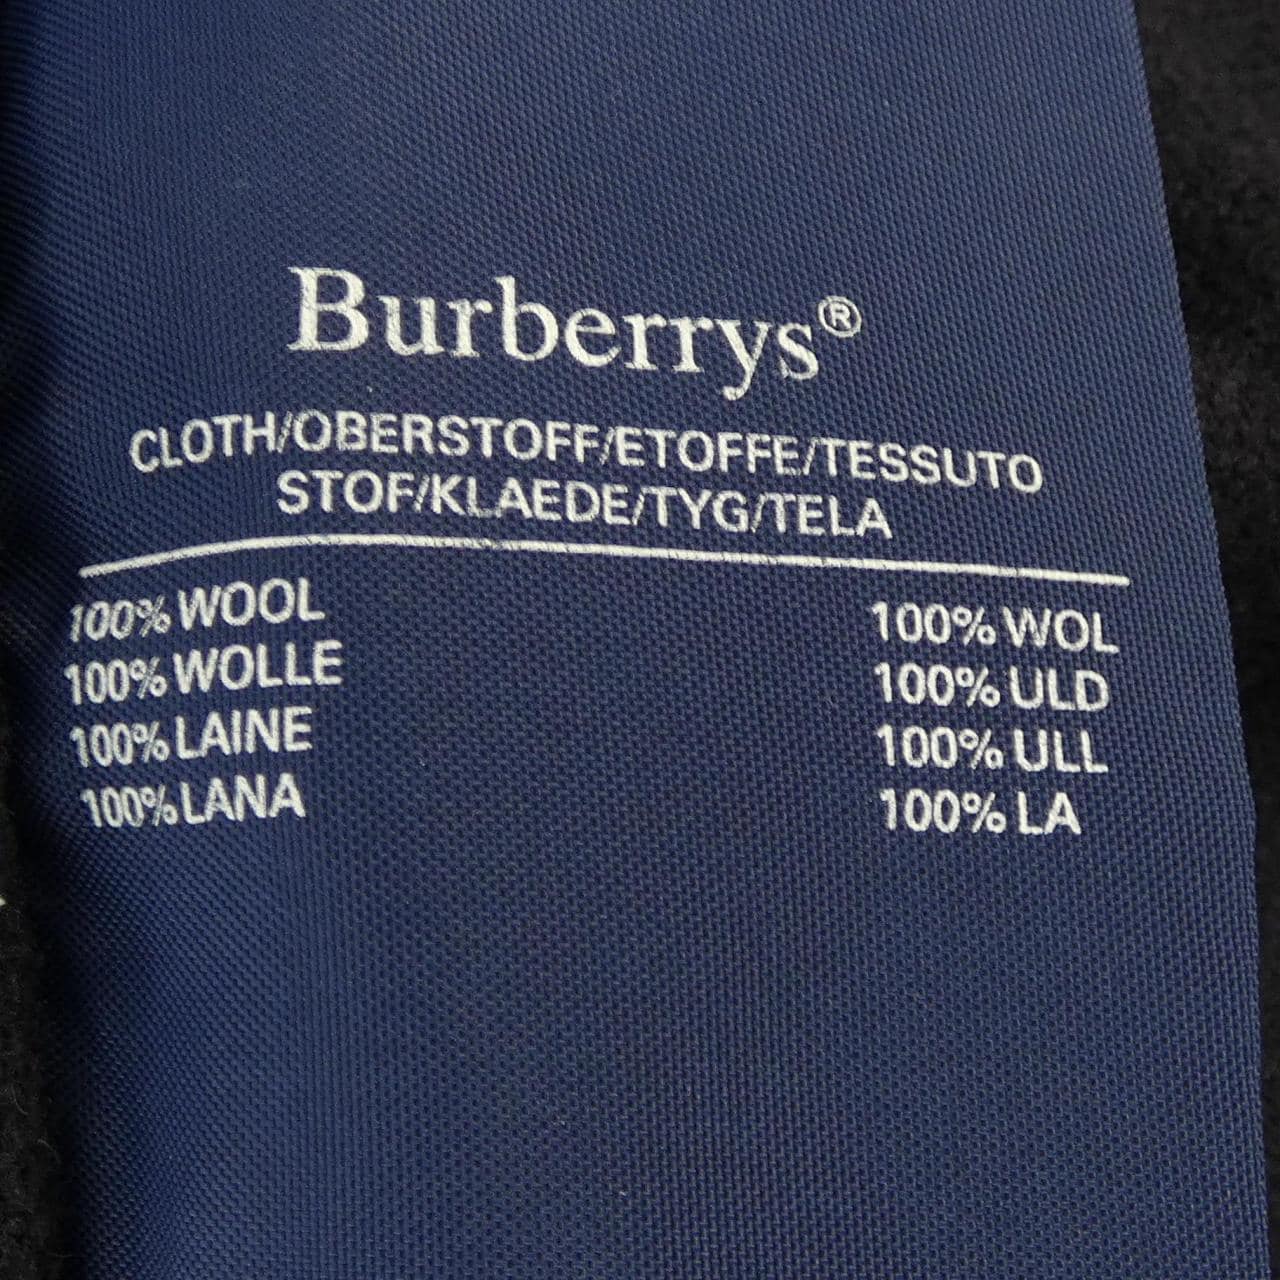 Burberrys®
CLOTH/OBERSTOFF/ETOFFE/TESSUTO
STOF/KLAEDE/TYG/TELA
100% WOOL
100% WOLLE
100% LAINE
100% LANA
100% WOL
100% ULD
100% ULL
100% LA